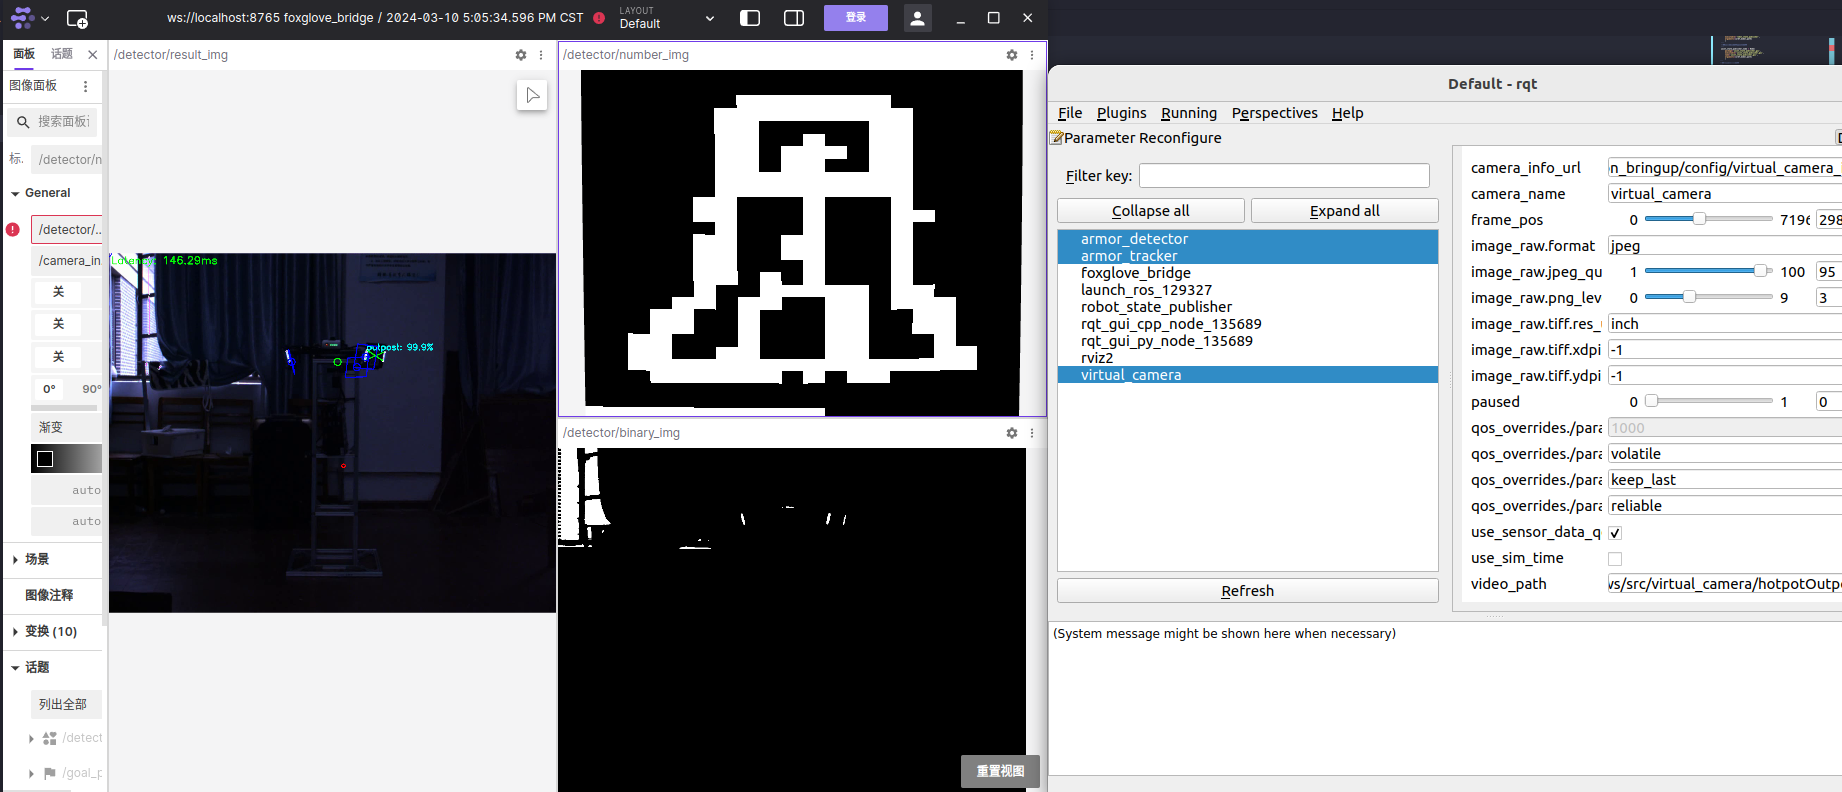 ws://localhost:8765 foxglove_bridge / 2024-03-10 5:05:34.596 PM CST
LAYOUT
Default
登录
面板
话题
图像面板
搜索面板
标.
/detector/n
General
/detector/...
/camera_in
关
关
关
0°
90°
渐变
auto
auto
场景
图像注释
变换 (10)
话题
列出全部
/detect
/goal_p
/detector/result_img
Latency: 146.29ms
outpost: 99.9%
/detector/number_img
/detector/binary_img
重置视图
Default - rqt
File Plugins Running Perspectives Help
Parameter Reconfigure
Filter key:
Collapse all
Expand all
armor_detector
armor_tracker
foxglove_bridge
launch_ros_129327
robot_state_publisher
rqt_gui_cpp_node_135689
rqt_gui_py_node_135689
rviz2
virtual_camera
Refresh
camera_info_url n_bringup/config/virtual_camera_
camera_name virtual_camera
frame_pos 0 7196 298
image_raw.format jpeg
image_raw.jpeg_qu 1 100 95
image_raw.png_lev 0 9 3
image_raw.tiff.res_ inch
image_raw.tiff.xdpi -1
image_raw.tiff.ydpi -1
paused 0 1 0
qos_overrides./para 1000
qos_overrides./para volatile
qos_overrides./para keep_last
qos_overrides./para reliable
use_sensor_data_q
use_sim_time
video_path vs/src/virtual_camera/hotpotOutp
(System message might be shown here when necessary)